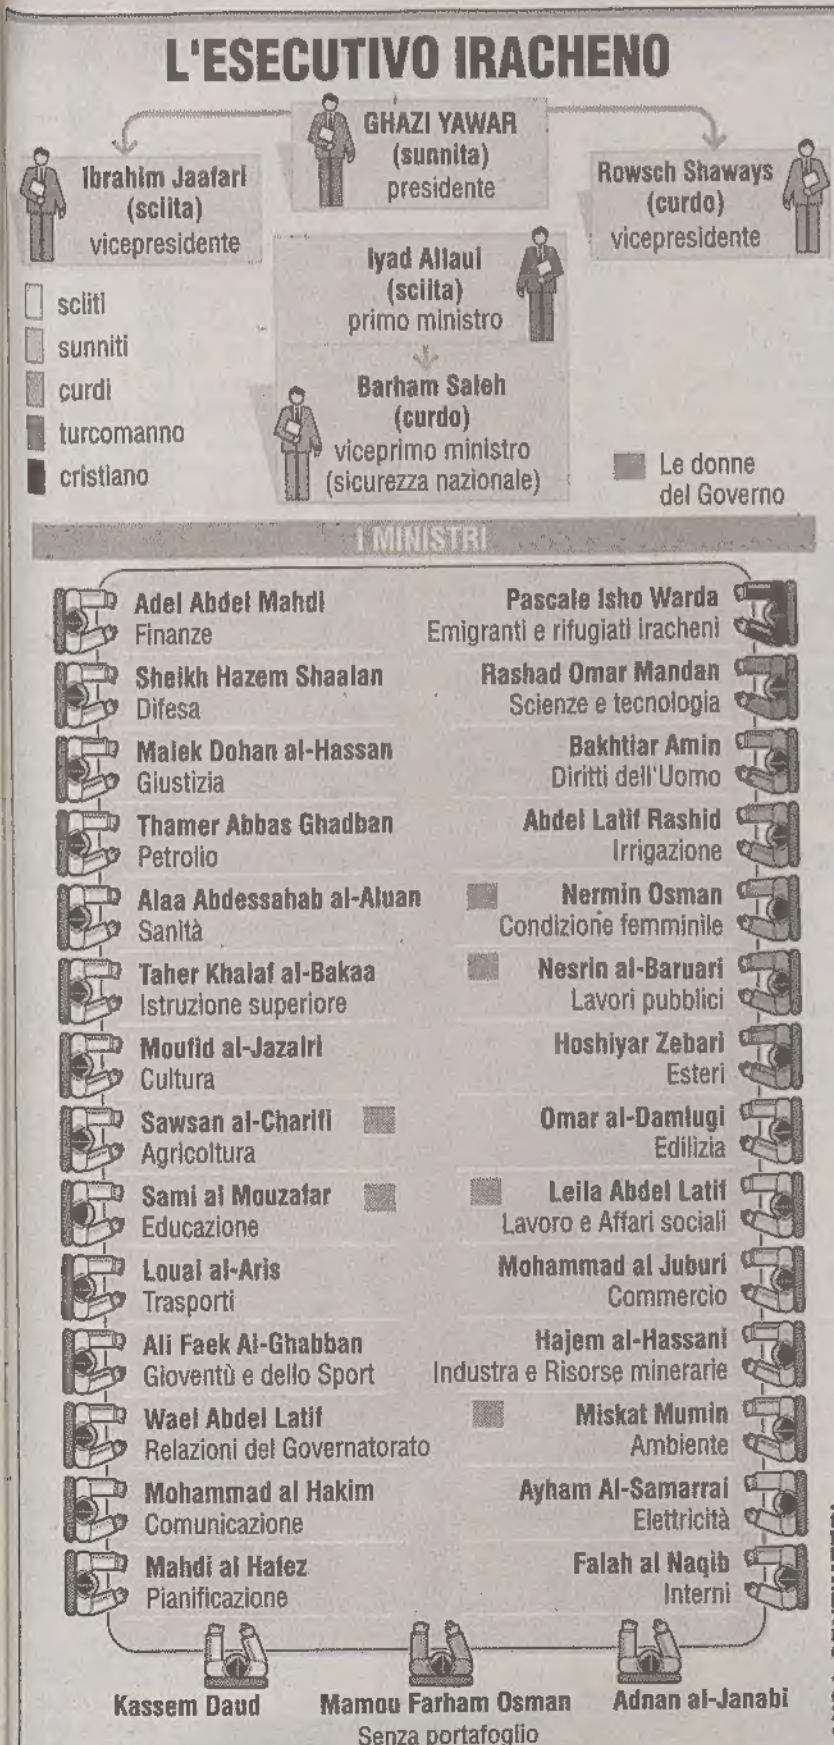 L'ESECUTIVO IRACHENO
GHAZI YAWAR
(sunnita)
presidente
Ibrahim Jaafari
(sciita)
vicepresidente
Rowsch Shaways
(curdo)
vicepresidente
Iyad Allaui
(sciita)
primo ministro
Barham Saleh
(curdo)
viceprimo ministro
(sicurezza nazionale)
sciiti
sunniti
curdi
turcomanno
cristiano
Le donne
del Governo
I MINISTRI
Adel Abdel Mahdi
Finanze
Sheikh Hazem Shaalan
Difesa
Malek Dohan al-Hassan
Giustizia
Thamer Abbas Ghadban
Petrolio
Alaa Abdessahab al-Aluan
Sanità
Taher Khalaf al-Bakaa
Istruzione superiore
Moufid al-Jazairi
Cultura
Sawsan al-Charifi
Agricoltura
Sami al Mouzafar
Educazione
Louai al-Aris
Trasporti
Ali Faek Al-Ghabban
Gioventù e dello Sport
Wael Abdel Latif
Relazioni del Governatorato
Mohammad al Hakim
Comunicazione
Mahdi al Hafez
Pianificazione
Pascale Isho Warda
Emigranti e rifugiati iracheni
Rashad Omar Mandan
Scienze e tecnologia
Bakhtiar Amin
Diritti dell'Uomo
Abdel Latif Rashid
Irrigazione
Nermin Osman
Condizione femminile
Nesrin al-Baruari
Lavori pubblici
Hoshiyar Zebari
Esteri
Omar al-Damlugi
Edilizia
Leila Abdel Latif
Lavoro e Affari sociali
Mohammad al Juburi
Commercio
Hajem al-Hassani
Industra e Risorse minerarie
Miskat Mumin
Ambiente
Ayham Al-Samarrai
Elettricità
Falah al Naqib
Interni
Kassem Daud
Mamou Farham Osman
Adnan al-Janabi
Senza portafoglio